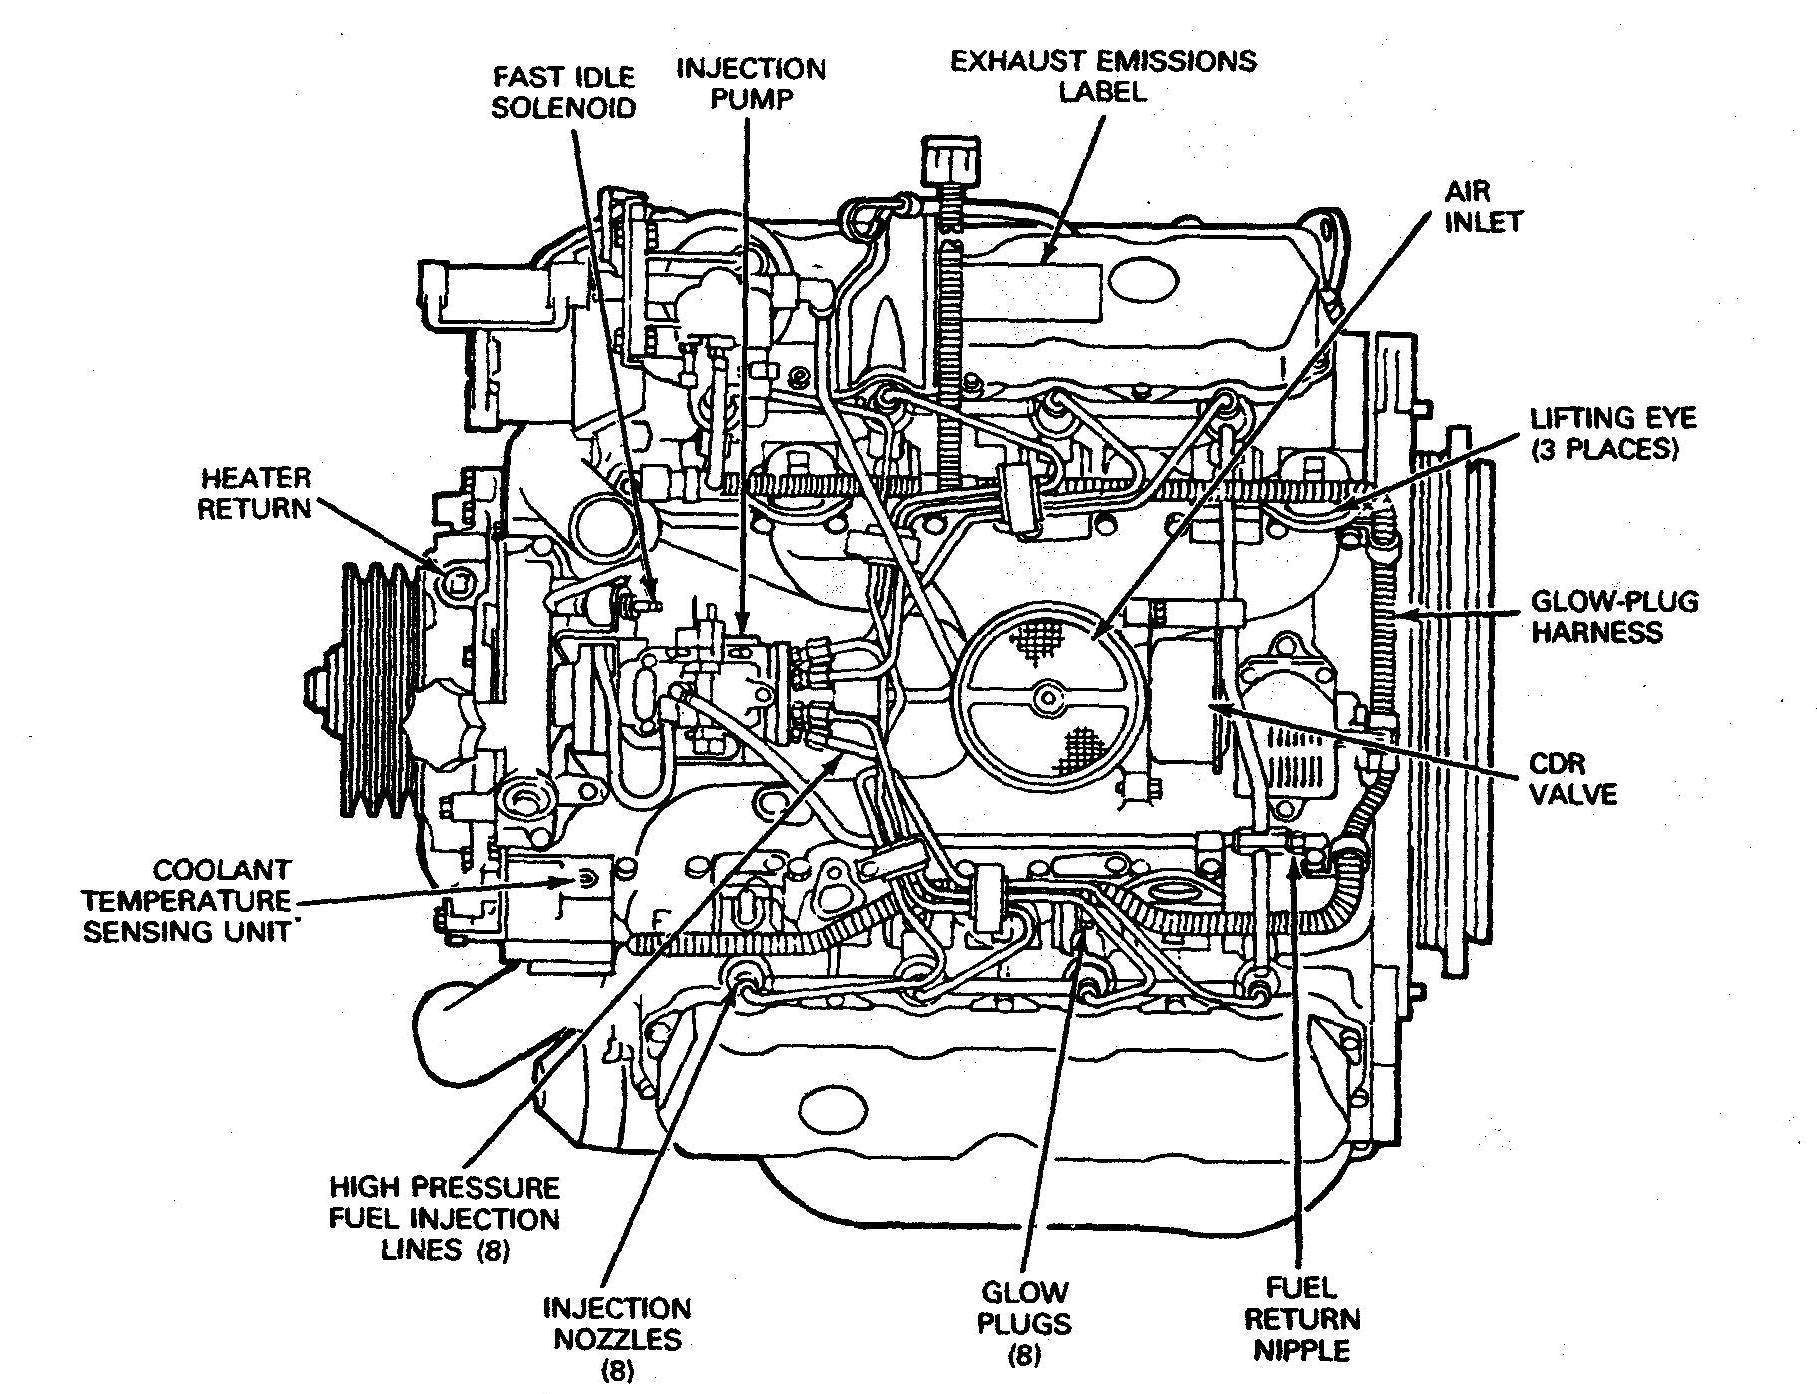 FAST IDLE
SOLENOID
INJECTION
PUMP
EXHAUST EMISSIONS
LABEL
AIR
INLET
LIFTING EYE
(3 PLACES)
HEATER
RETURN
GLOW-PLUG
HARNESS
CDR
VALVE
COOLANT
TEMPERATURE
SENSING UNIT
HIGH PRESSURE
FUEL INJECTION
LINES (8)
INJECTION
NOZZLES
(8)
GLOW
PLUGS
(8)
FUEL
RETURN
NIPPLE